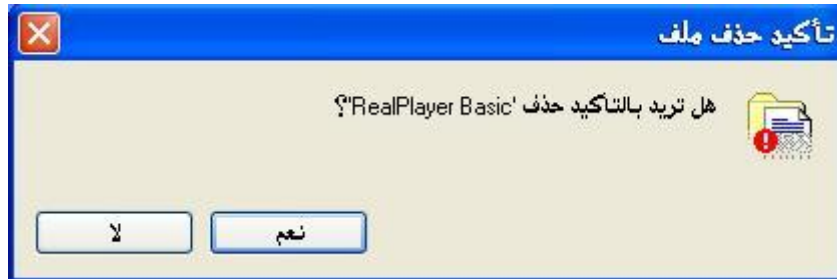 تأكيد حذف ملف
هل تريد بالتأكيد حذف 'RealPlayer Basic'؟
نعم
لا